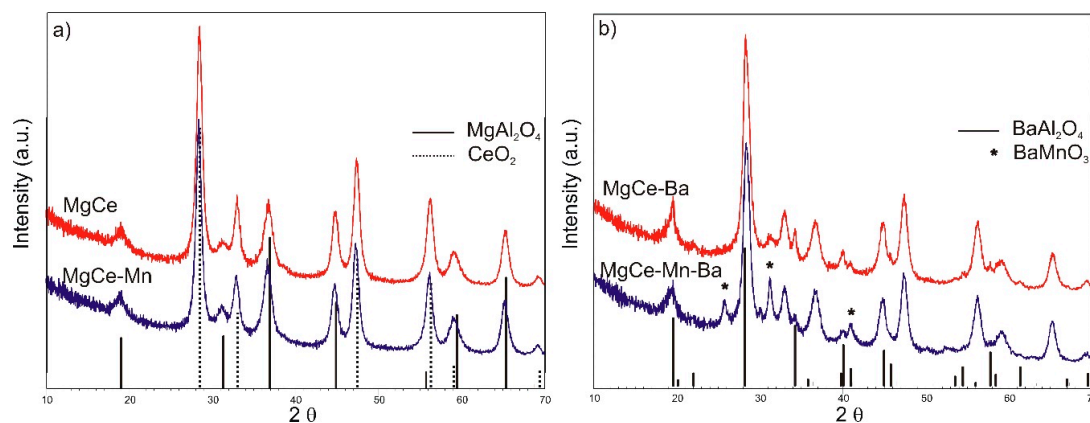 a)
Intensity (a.u.)
MgAl₂O₄
CeO₂
MgCe
MgCe-Mn
10 20 30 40 50 60 70
2 θ
b)
Intensity (a.u.)
BaAl₂O₄
* BaMnO₃
MgCe-Ba
MgCe-Mn-Ba
* * *
10 20 30 40 50 60 70
2 θ